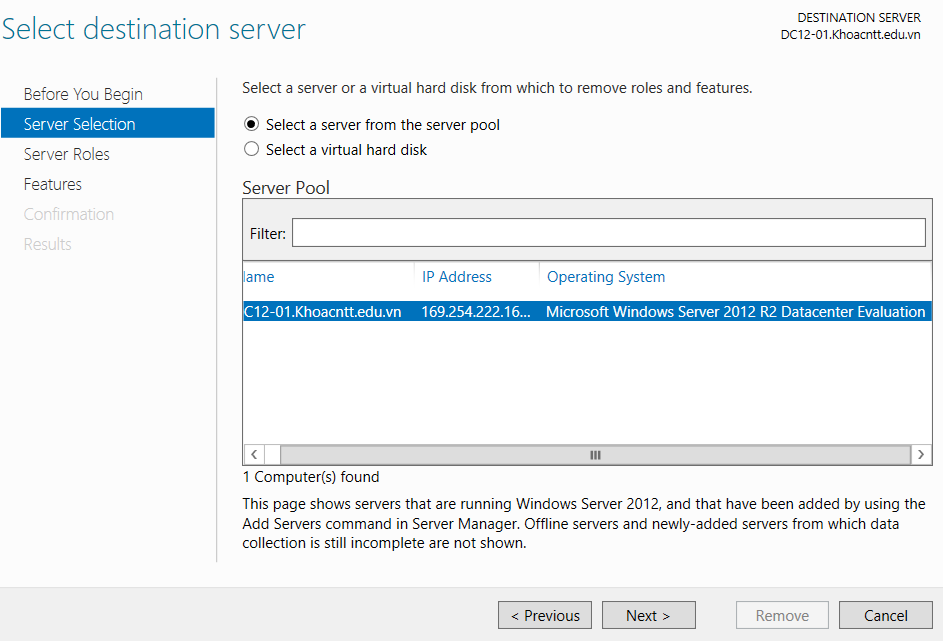 Select destination server
DESTINATION SERVER
DC12-01.Khoacntt.edu.vn
Before You Begin
Server Selection
Server Roles
Features
Confirmation
Results
Select a server or a virtual hard disk from which to remove roles and features.
Select a server from the server pool
Select a virtual hard disk
Server Pool
Filter:
lame IP Address Operating System
C12-01.Khoacntt.edu.vn 169.254.222.16... Microsoft Windows Server 2012 R2 Datacenter Evaluation
1 Computer(s) found
This page shows servers that are running Windows Server 2012, and that have been added by using the
Add Servers command in Server Manager. Offline servers and newly-added servers from which data
collection is still incomplete are not shown.
< Previous Next > Remove Cancel